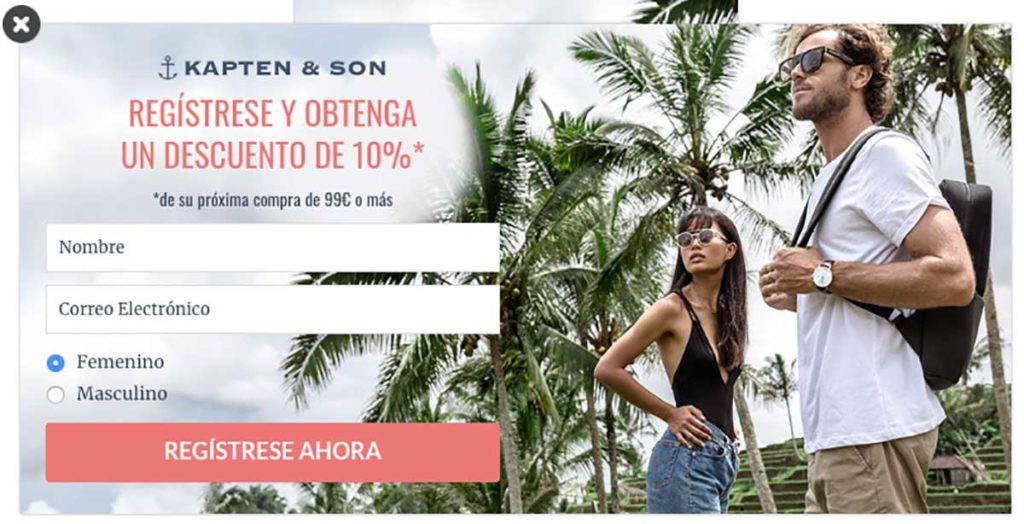 KAPTEN & SON
REGÍSTRESE Y OBTENGA
UN DESCUENTO DE 10%*
*de su próxima compra de 99€ o más
Nombre
Correo Electrónico
Femenino
Masculino
REGÍSTRESE AHORA